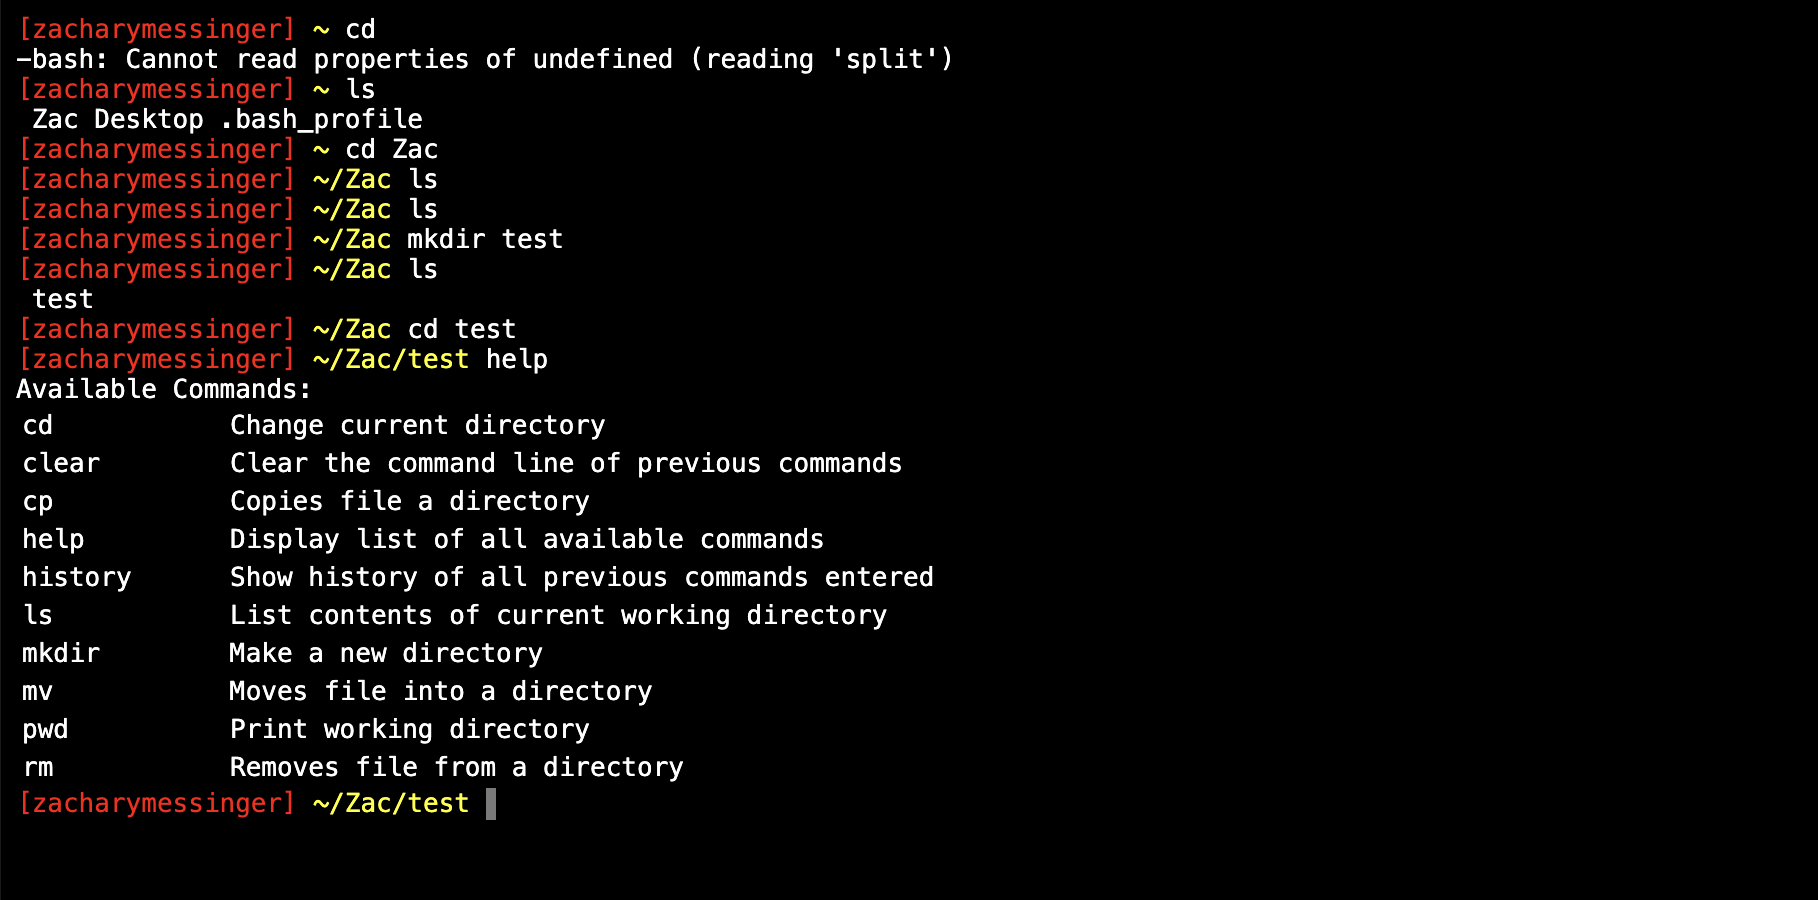 [zacharymessinger] ~ cd
-bash: Cannot read properties of undefined (reading 'split')
[zacharymessinger] ~ ls
Zac Desktop .bash_profile
[zacharymessinger] ~ cd Zac
[zacharymessinger] ~/Zac ls
[zacharymessinger] ~/Zac ls
[zacharymessinger] ~/Zac mkdir test
[zacharymessinger] ~/Zac ls
test
[zacharymessinger] ~/Zac cd test
[zacharymessinger] ~/Zac/test help
Available Commands:
cd Change current directory
clear Clear the command line of previous commands
cp Copies file a directory
help Display list of all available commands
history Show history of all previous commands entered
ls List contents of current working directory
mkdir Make a new directory
mv Moves file into a directory
pwd Print working directory
rm Removes file from a directory
[zacharymessinger] ~/Zac/test